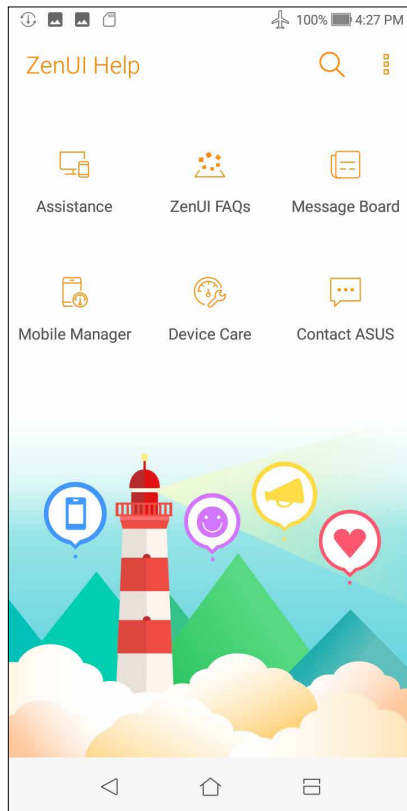 100% 4:27 PM
ZenUI Help
Assistance
ZenUI FAQs
Message Board
Mobile Manager
Device Care
Contact ASUS